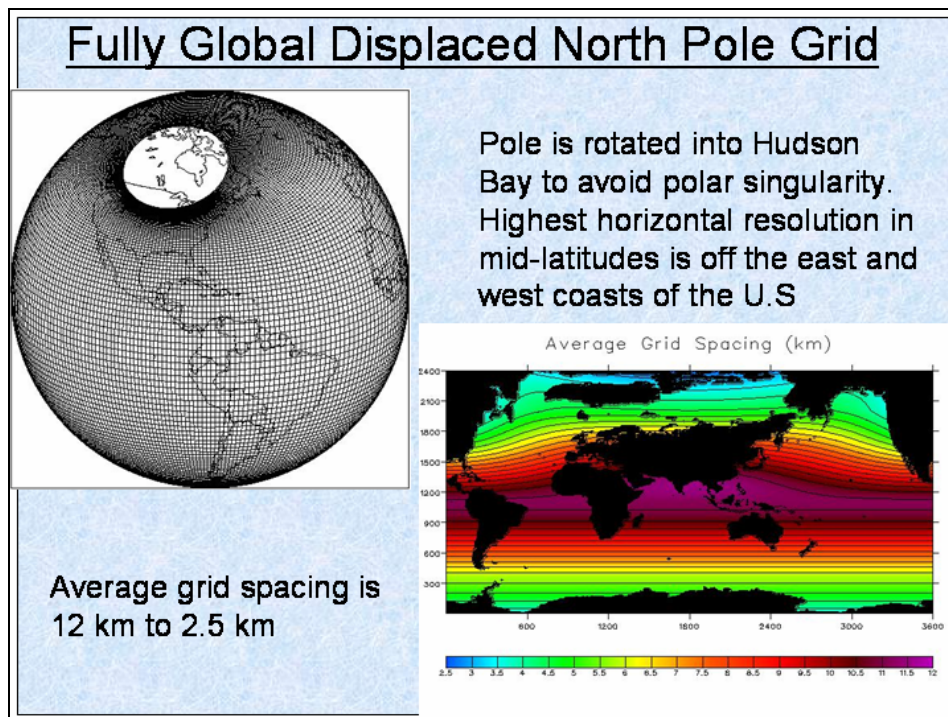 Fully Global Displaced North Pole Grid
Pole is rotated into Hudson
Bay to avoid polar singularity.
Highest horizontal resolution in
mid-latitudes is off the east and
west coasts of the U.S
Average Grid Spacing (km)
2400
2100
1800
1500
1200
900
600
300
600 1200 1800 2400 3000 3600
2.5 3 3.5 4 4.5 5 5.5 6 6.5 7 7.5 8 8.5 9 9.5 10 10.5 11 11.5 12
Average grid spacing is
12 km to 2.5 km